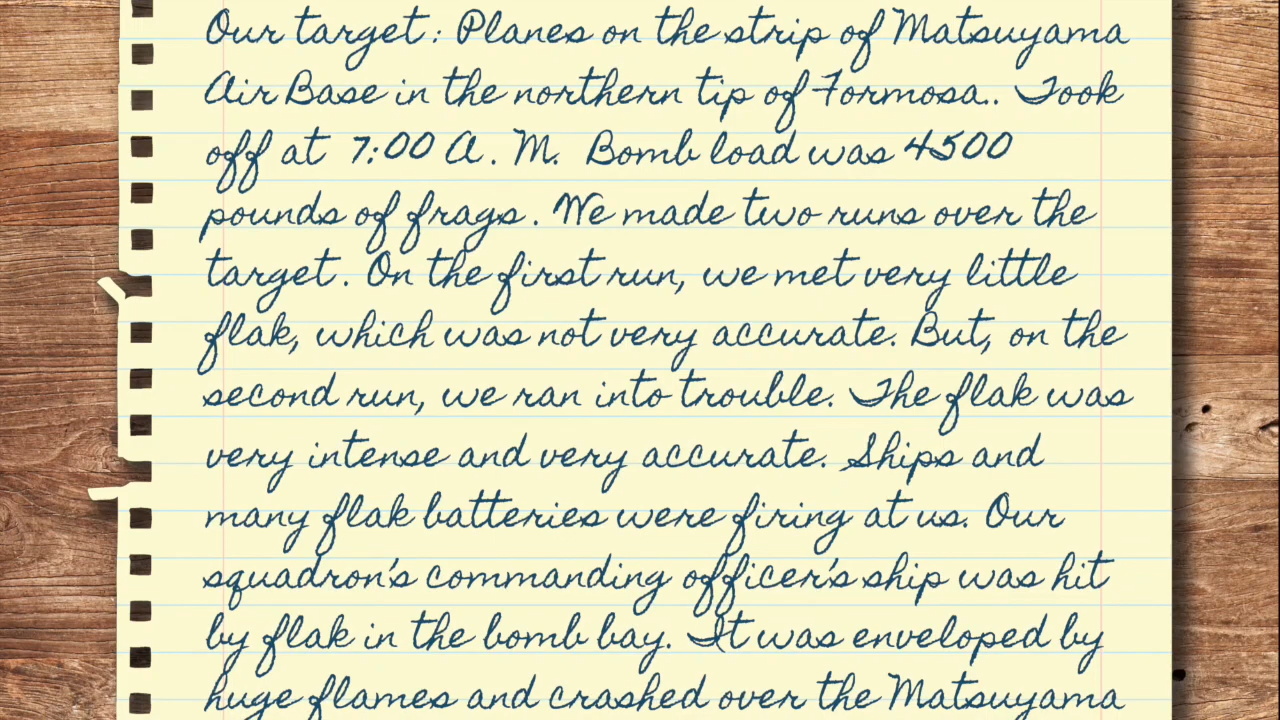 Our target: Planes on the strip of Matsuyama
Air Base in the northern tip of Formosa.. Took
off at 7:00 A. M. Bomb load was 4500
pounds of frags. We made two runs over the
target. On the first run, we met very little
flak, which was not very accurate. But, on the
second run, we ran into trouble. The flak was
very intense and very accurate. Ships and
many flak batteries were firing at us. Our
squadron's commanding officer's ship was hit
by flak in the bomb bay. It was enveloped by
huge flames and crashed over the Matsuyama